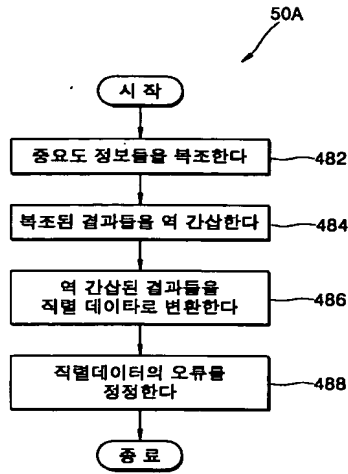 50A
시 작
중요도 정보들을 복조한다
482
복조된 결과들을 역 간삽한다
484
역 간삽된 결과들을
직렬 데이타로 변환한다
486
직렬데이터의 오류를
정정한다
488
종 료